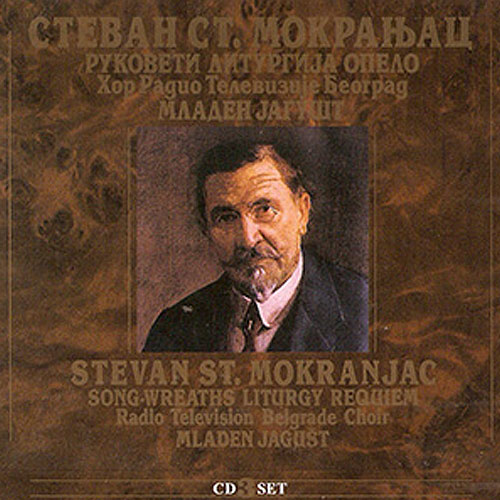 СТЕВАН СТ. МОКРАЊАЦ
РУКОВЕТИ ЛИТУРГИЈА ОПЕЛО
Хор Радио Телевизије Београд
МЛАДЕН ЈАГУШТ
STEVAN ST. MOKRANJAC
SONG-WREATHS LITURGY REQUIEM
Radio Television Belgrade Choir
MLADEN JAGUST
CD 3 SET